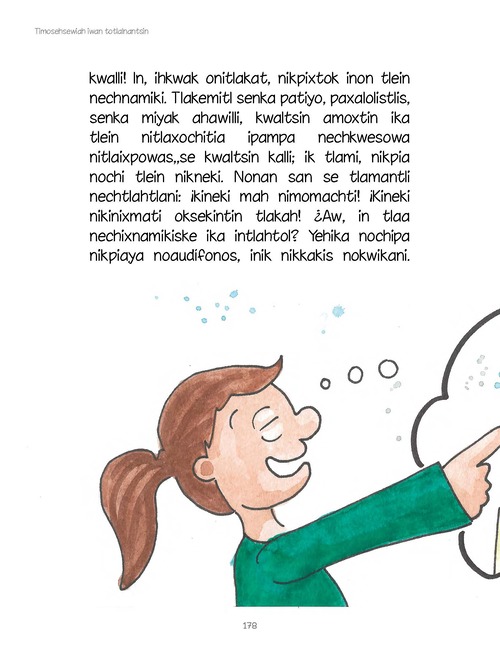 Timosehsewiah iwan totlalnantsin
kwalli! In, ihkwak onitlakat, nikpixtok inon tlein
nechnamiki. Tlakemitl senka patiyo, paxalolistlis,
senka miyak ahawilli, kwaltsin amoxtin ika
tlein nitlaxochitia ipampa nechkwesowa
nitlaixpowas,,se kwaltsin kalli; ik tlami, nikpia
nochi tlein nikneki. Nonan san se tlamantli
nechtlahtlani: ¡kineki mah nimomachti! ¡Kineki
nikinixmati oksekintin tlakah! ¿Aw, in tlaa
nechixnamikiske ika intlahtol? Yehika nochipa
nikpiaya noaudífonos, inik nikkakis nokwikani.
178